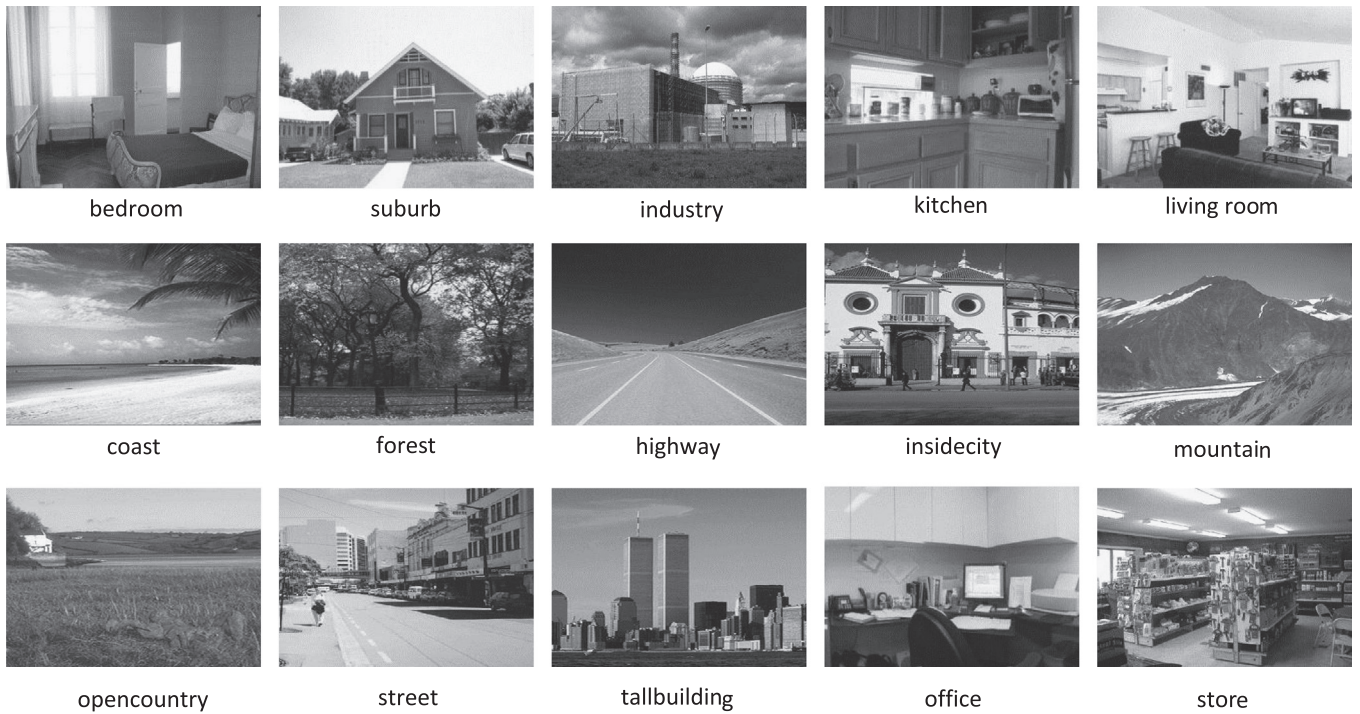 bedroom
suburb
industry
kitchen
living room
coast
forest
highway
insidecity
mountain
opencountry
street
tallbuilding
office
store